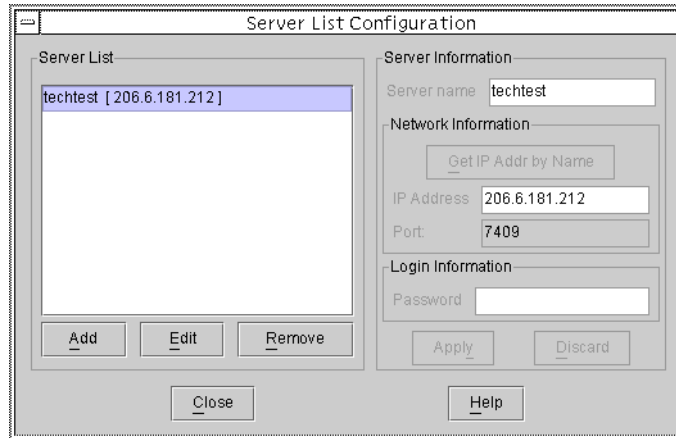 Server List Configuration
Server List
techtest [ 206.6.181.212 ]
Add
Edit
Remove
Server Information
Server name
techtest
Network Information
Get IP Addr by Name
IP Address
206.6.181.212
Port:
7409
Login Information
Password
Apply
Discard
Close
Help